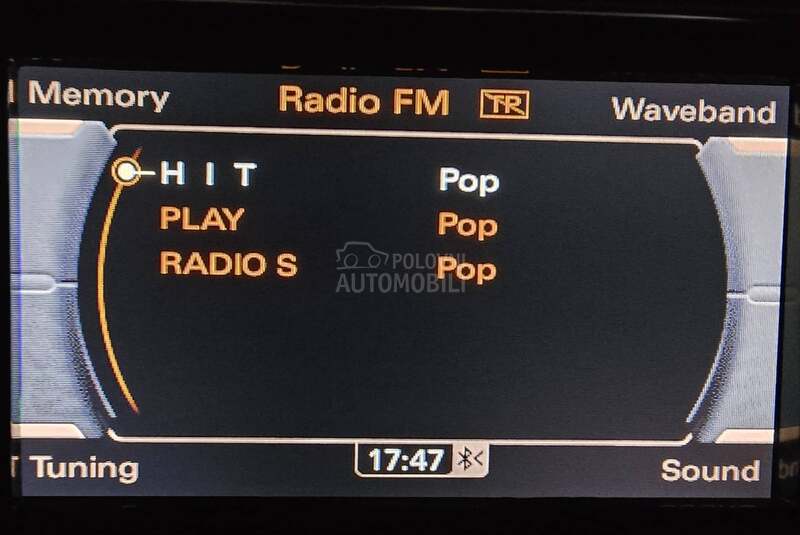 Memory
Radio FM TR
Waveband
H I T Pop
PLAY Pop
RADIO S Pop
POLOVNI
AUTOMOBILI
17:47
Tuning
Sound